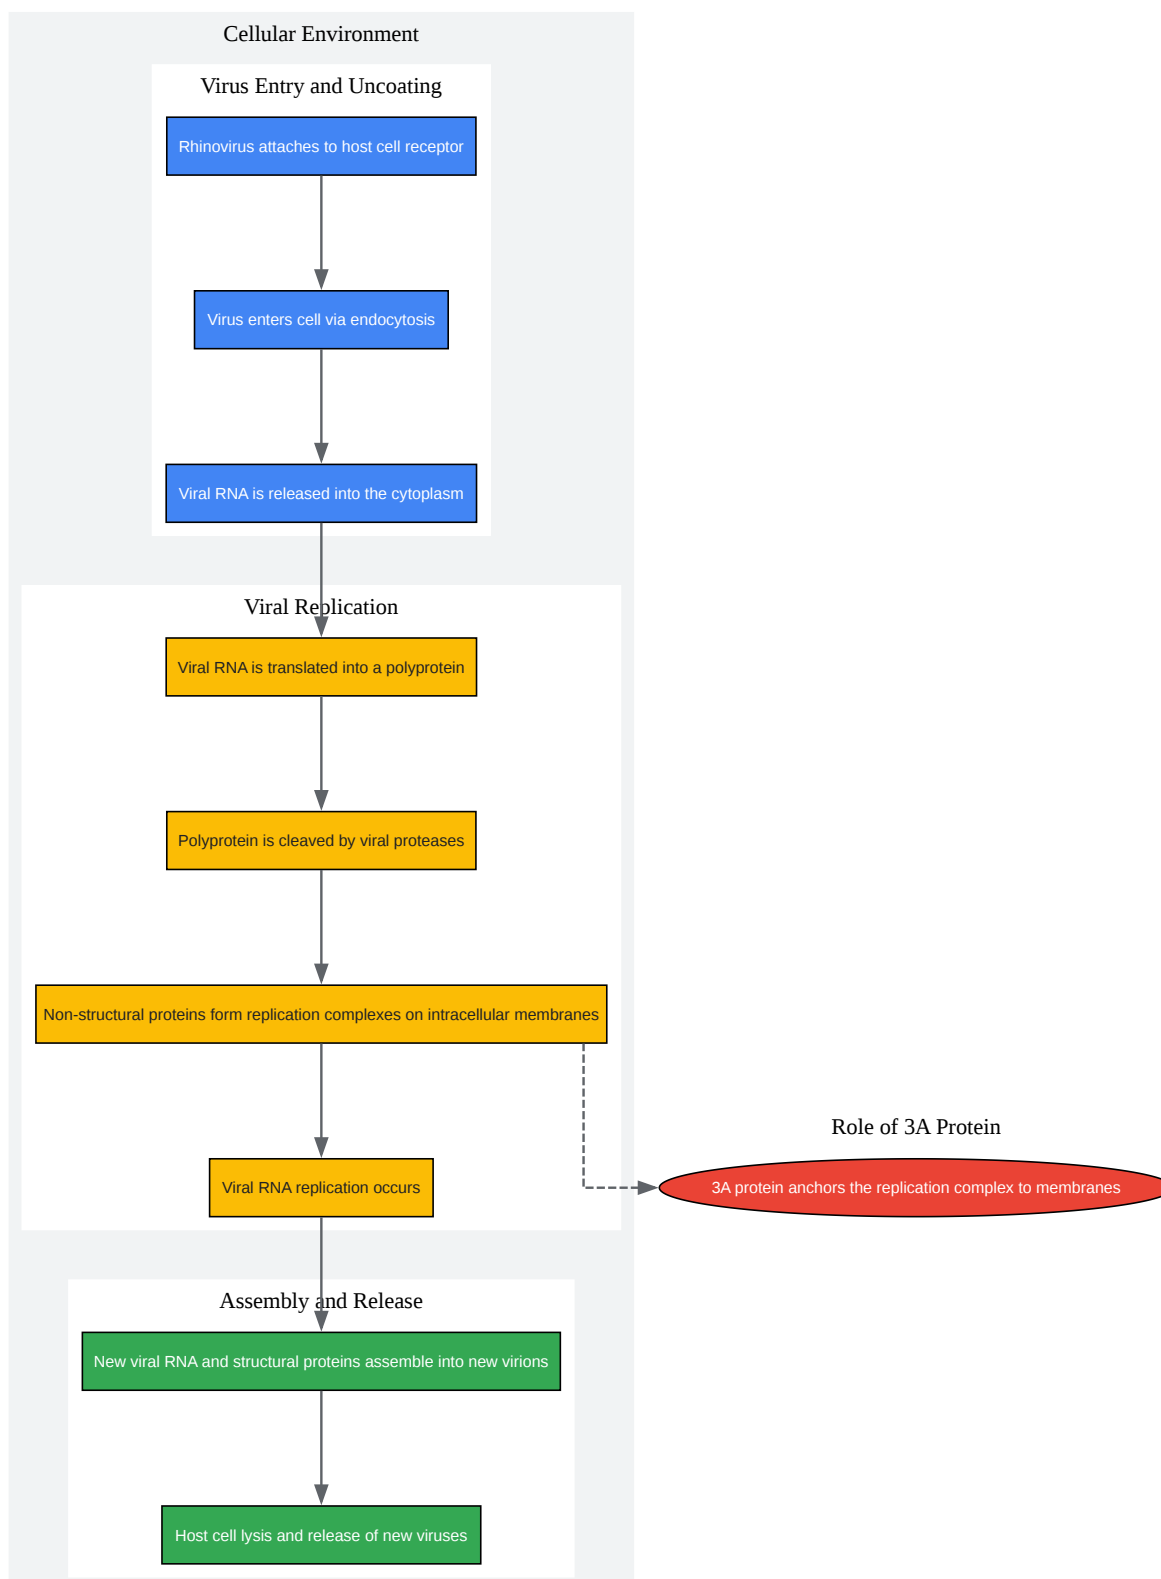 Cellular Environment
Virus Entry and Uncoating
Rhinovirus attaches to host cell receptor
Virus enters cell via endocytosis
Viral RNA is released into the cytoplasm
Viral Replication
Viral RNA is translated into a polyprotein
Polyprotein is cleaved by viral proteases
Non-structural proteins form replication complexes on intracellular membranes
Role of 3A Protein
Viral RNA replication occurs
3A protein anchors the replication complex to membranes
Assembly and Release
New viral RNA and structural proteins assemble into new virions
Host cell lysis and release of new viruses